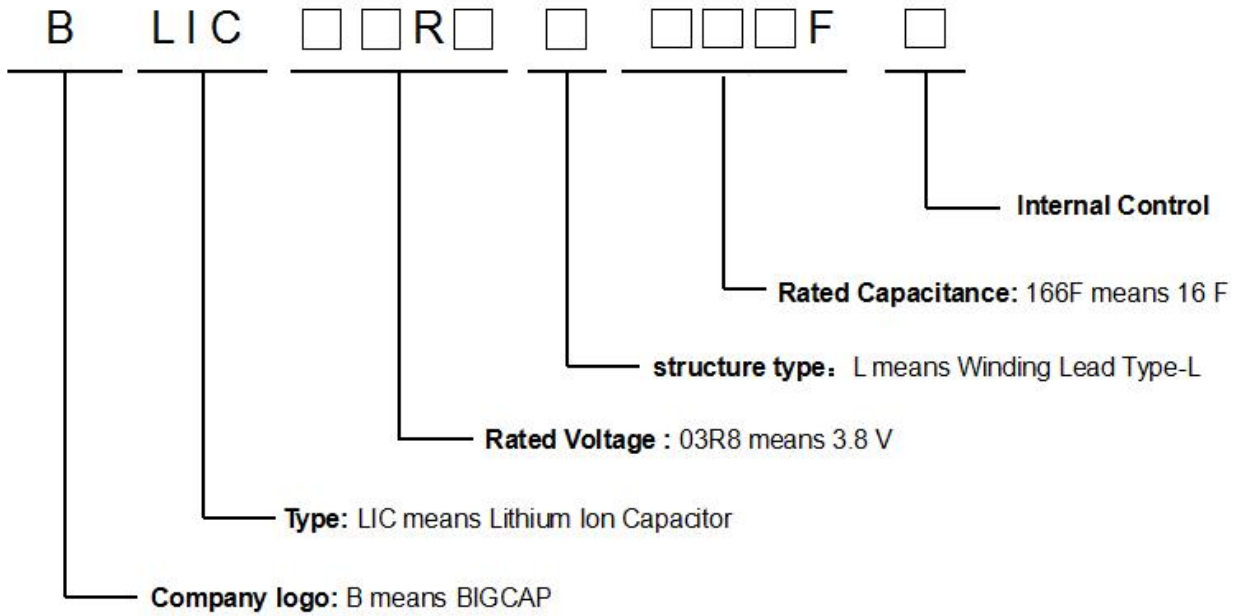 B LIC □□R□ □ □□□F □
Internal Control
Rated Capacitance: 166F means 16 F
structure type： L means Winding Lead Type-L
Rated Voltage : 03R8 means 3.8 V
Type: LIC means Lithium Ion Capacitor
Company logo: B means BIGCAP